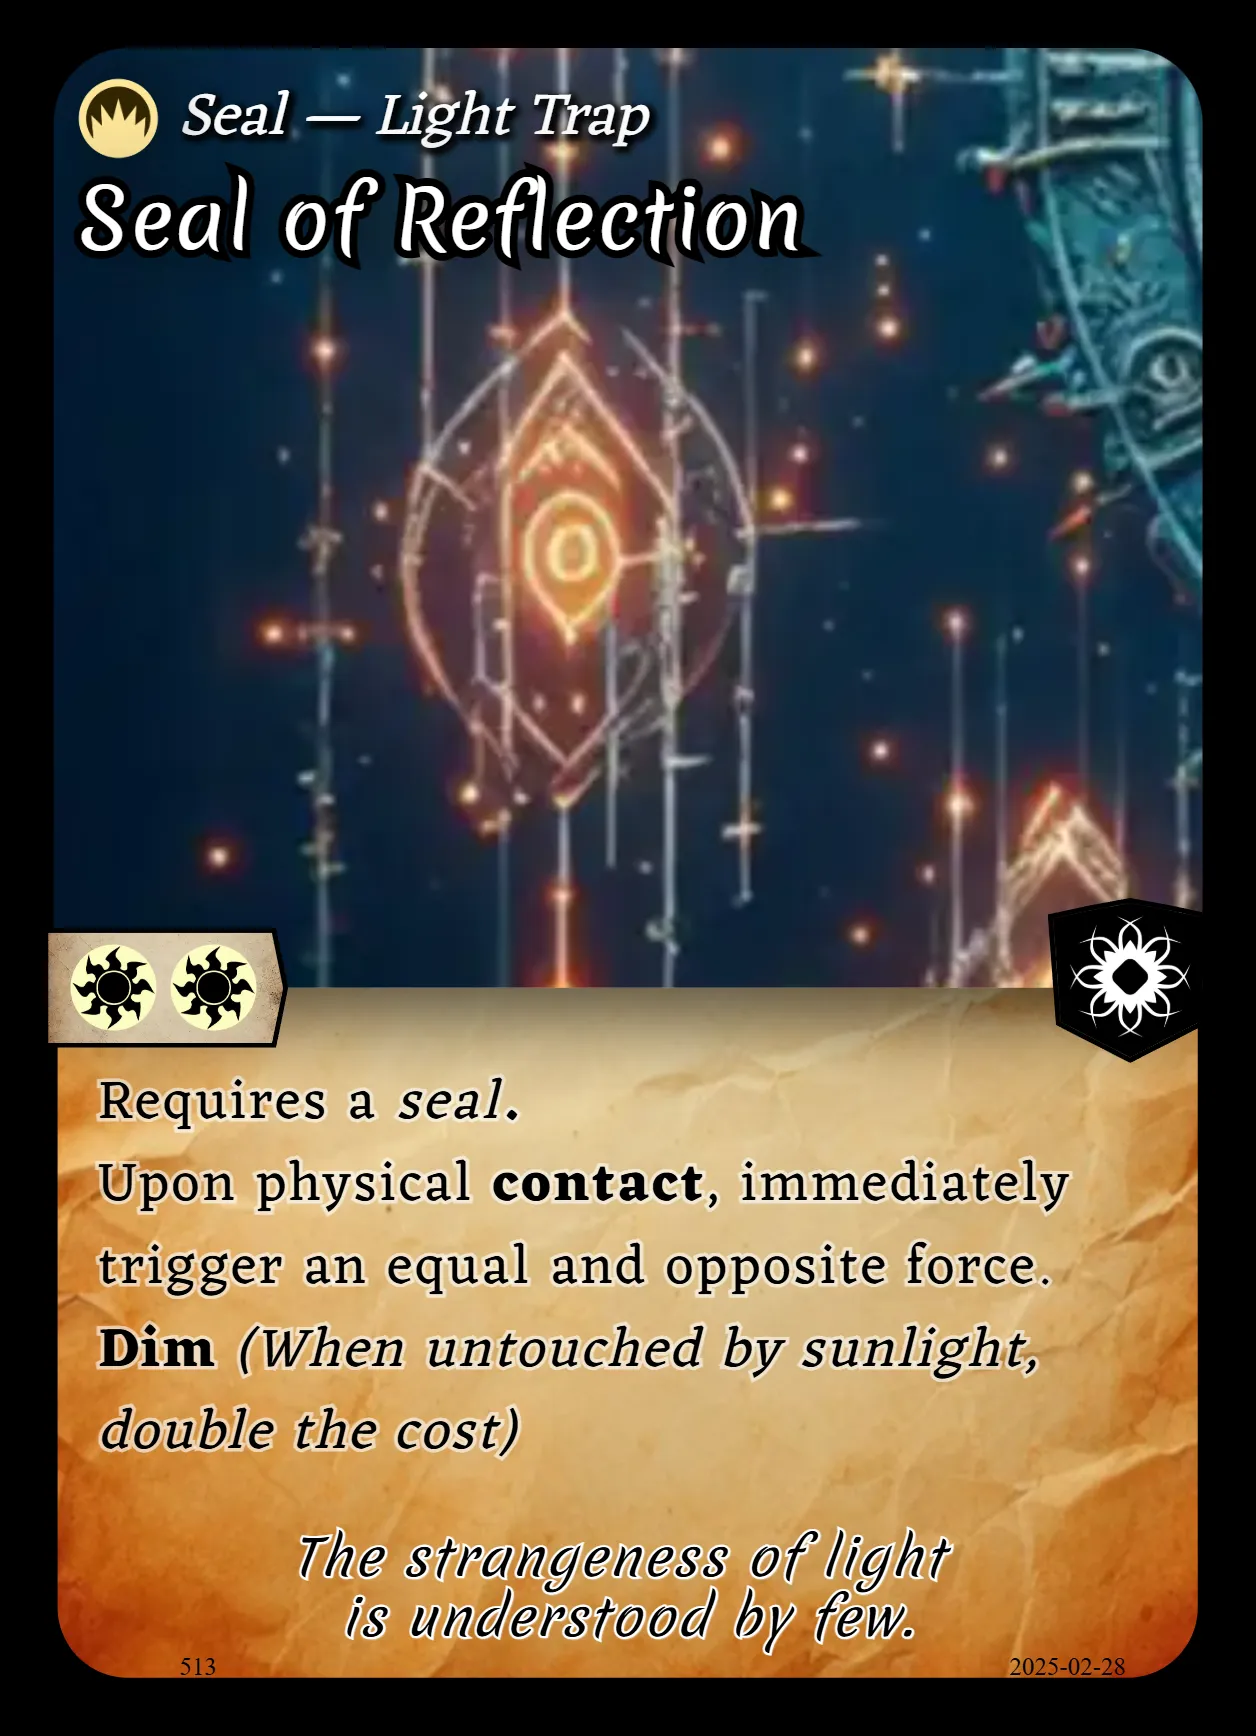 Seal — Light Trap
Seal of Reflection
Requires a seal.
Upon physical contact, immediately
trigger an equal and opposite force.
Dim (When untouched by sunlight,
double the cost)
The strangeness of light
is understood by few.
513
2025-02-28